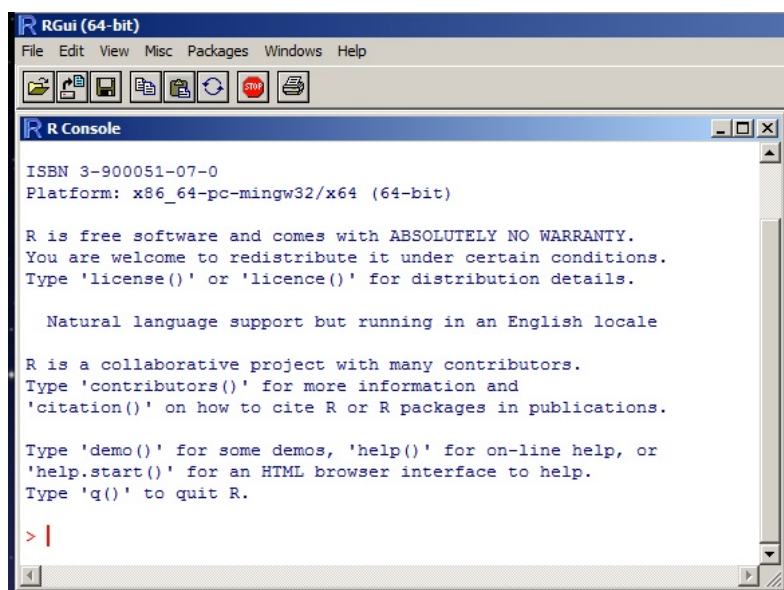 RGui (64-bit)
File Edit View Misc Packages Windows Help
STOP
R Console
ISBN 3-900051-07-0
Platform: x86_64-pc-mingw32/x64 (64-bit)
R is free software and comes with ABSOLUTELY NO WARRANTY.
You are welcome to redistribute it under certain conditions.
Type 'license()' or 'licence()' for distribution details.
Natural language support but running in an English locale
R is a collaborative project with many contributors.
Type 'contributors()' for more information and
'citation()' on how to cite R or R packages in publications.
Type 'demo()' for some demos, 'help()' for on-line help, or
'help.start()' for an HTML browser interface to help.
Type 'q()' to quit R.
>